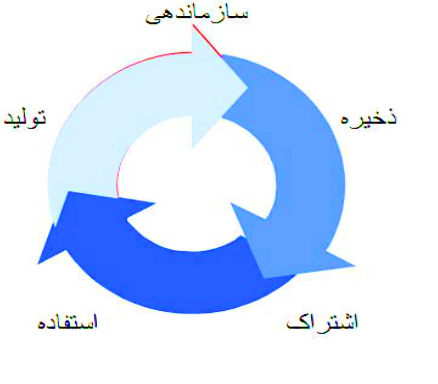 سازماندهی
ذخیره
تولید
اشتراک
استفاده